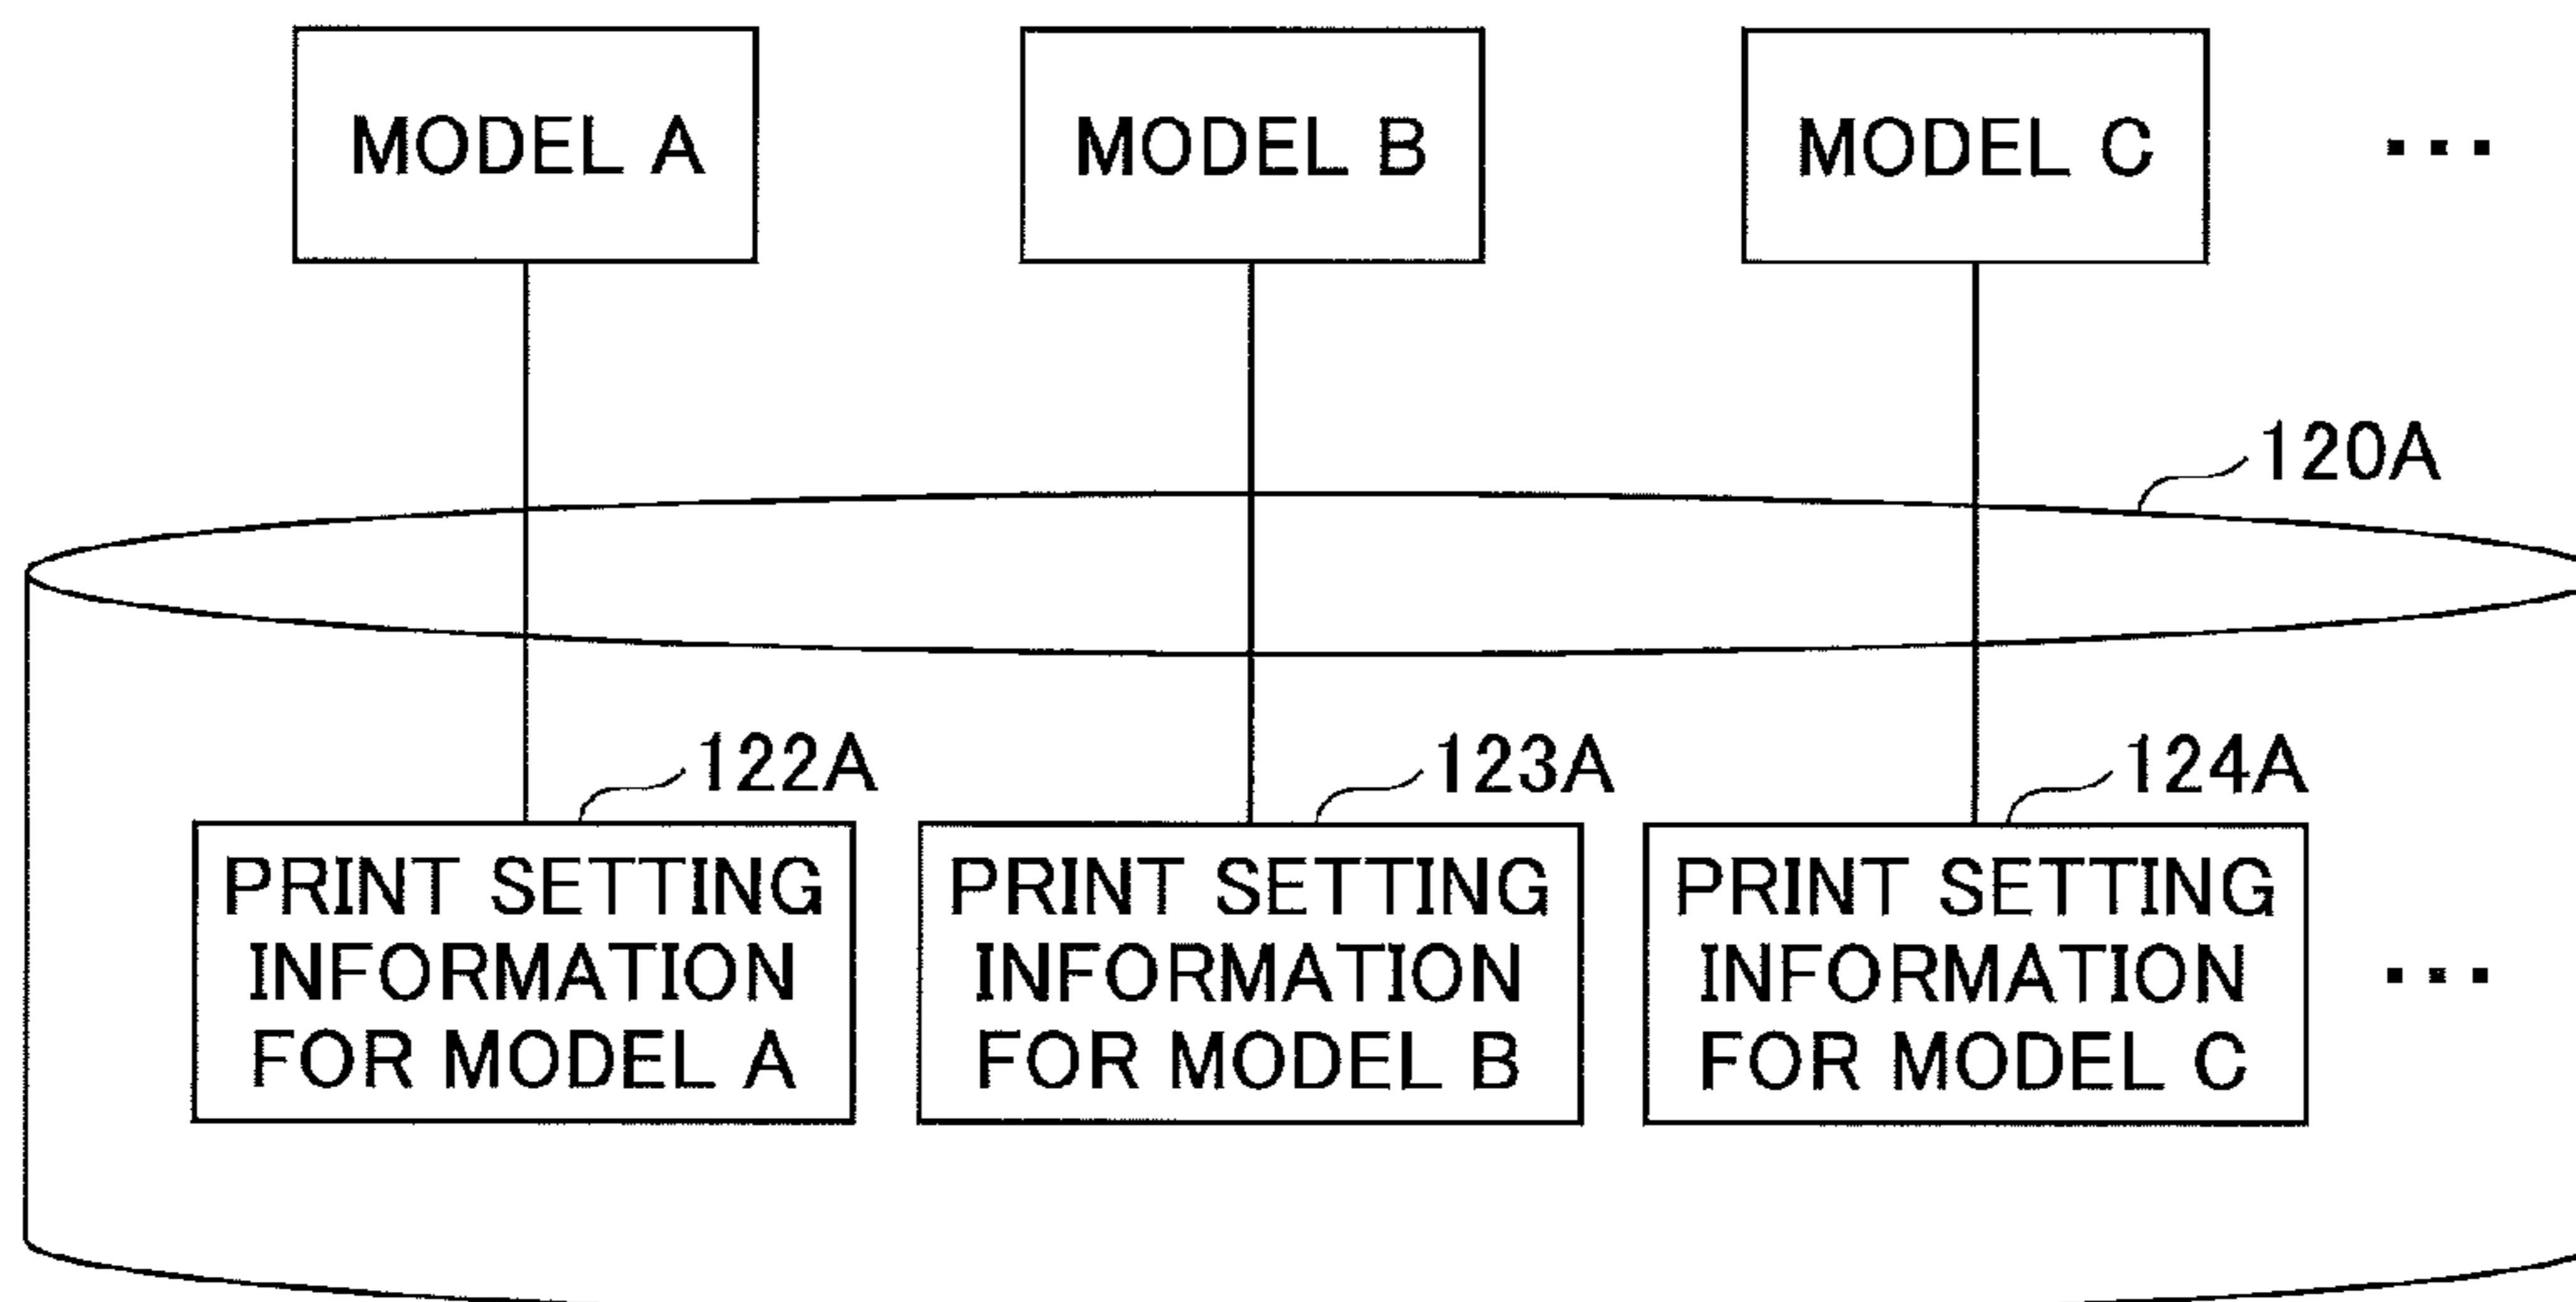 MODEL A
MODEL B
MODEL C
...
120A
122A
123A
124A
PRINT SETTING
INFORMATION
FOR MODEL A
PRINT SETTING
INFORMATION
FOR MODEL B
PRINT SETTING
INFORMATION
FOR MODEL C
...